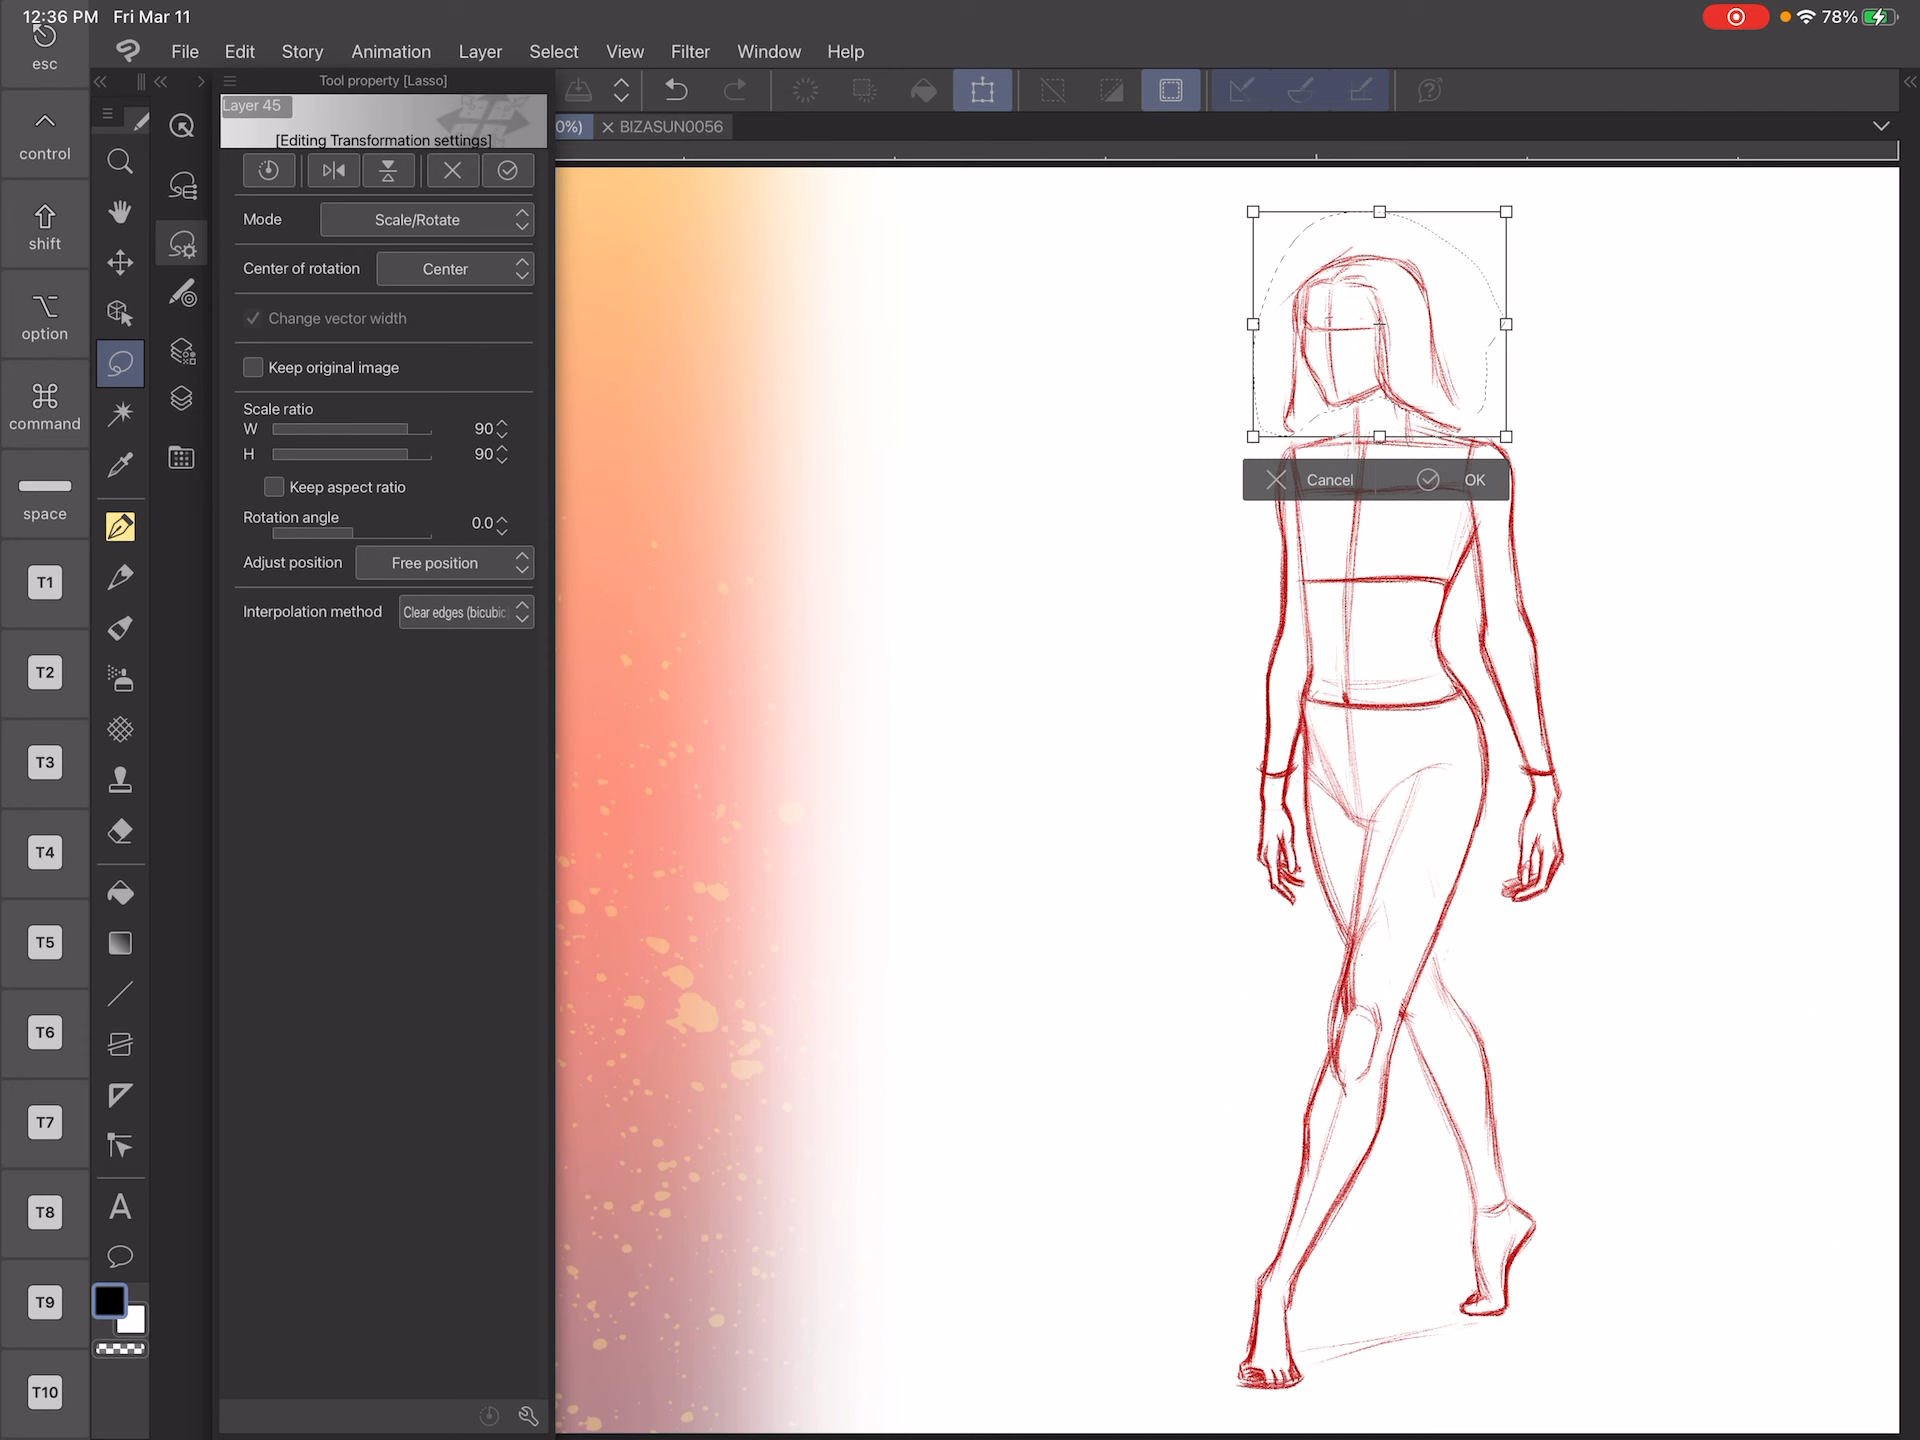 12:36 PM Fri Mar 11
78%
esc
File Edit Story Animation Layer Select View Filter Window Help
Tool property [Lasso]
Layer 45
[Editing Transformation settings]
0%)
BIZASUN0056
control
Mode Scale/Rotate
shift
Center of rotation Center
Change vector width
option
Keep original image
Scale ratio
W 90
command
H 90
Keep aspect ratio
Cancel OK
space
Rotation angle 0.0
Adjust position Free position
T1
Interpolation method Clear edges (bicubic
T2
T3
T4
T5
T6
T7
T8
A
T9
T10